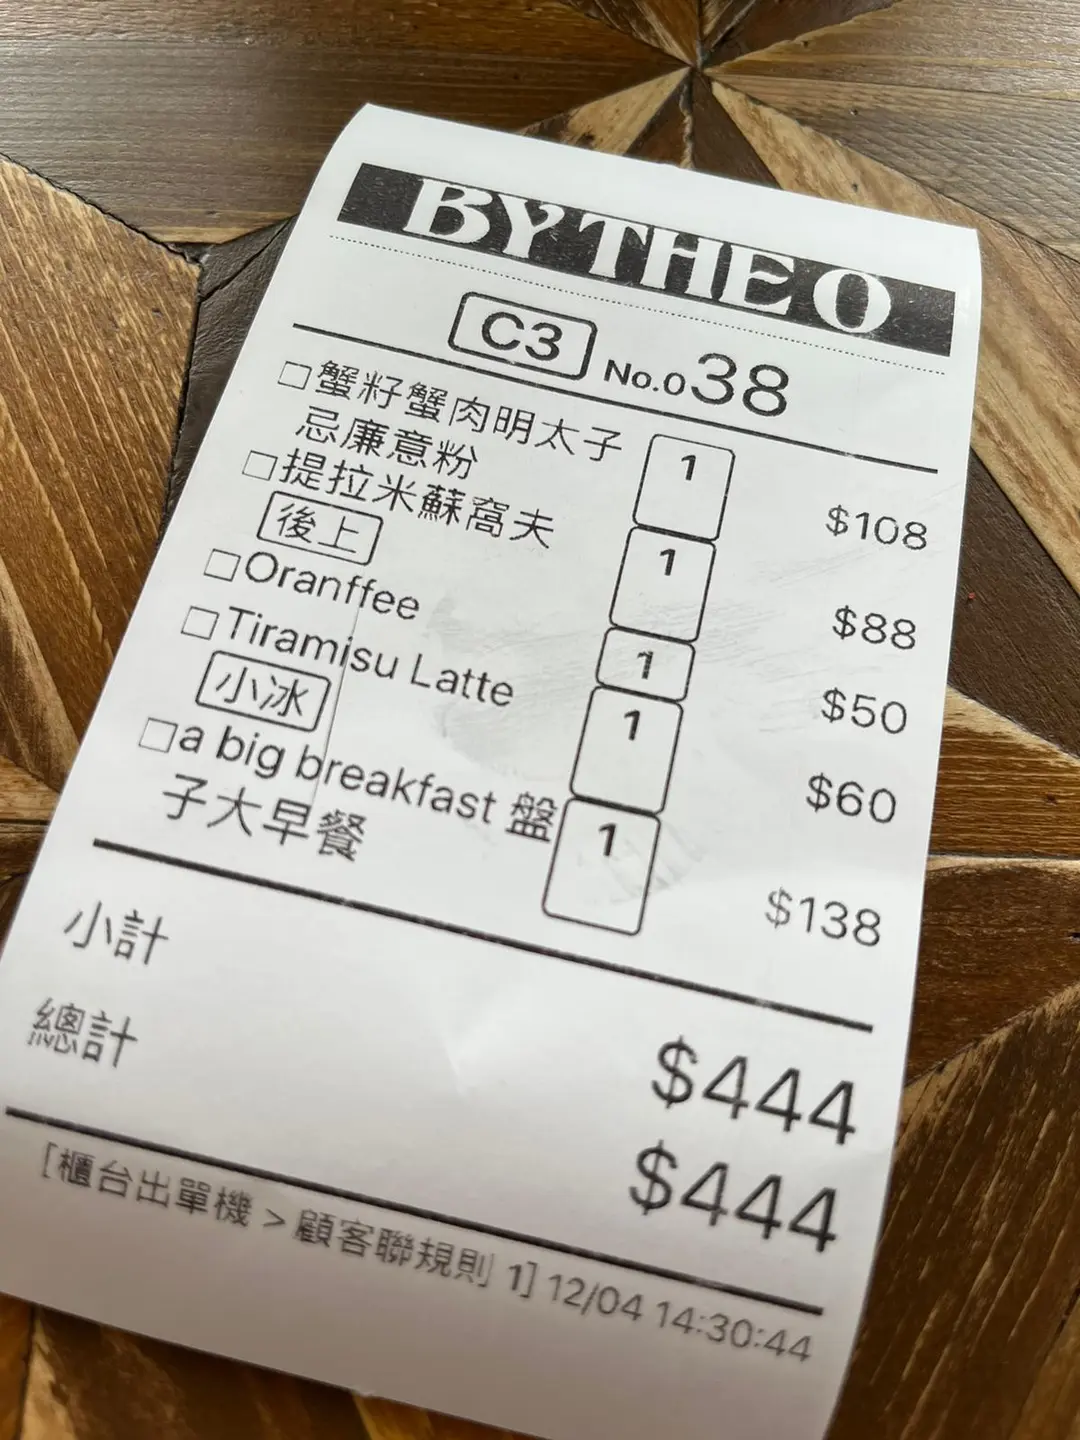 BY THE O
C3 No.038
□蟹籽蟹肉明太子 1 $108
忌廉意粉
□提拉米蘇窩夫 1 $88
後上
□Oranffee 1 $50
□Tiramisu Latte 1 $60
小冰
□a big breakfast 盤 1 $138
子大早餐
小計 $444
總計 $444
[櫃台出單機 > 顧客聯規則 1] 12/04 14:30:44